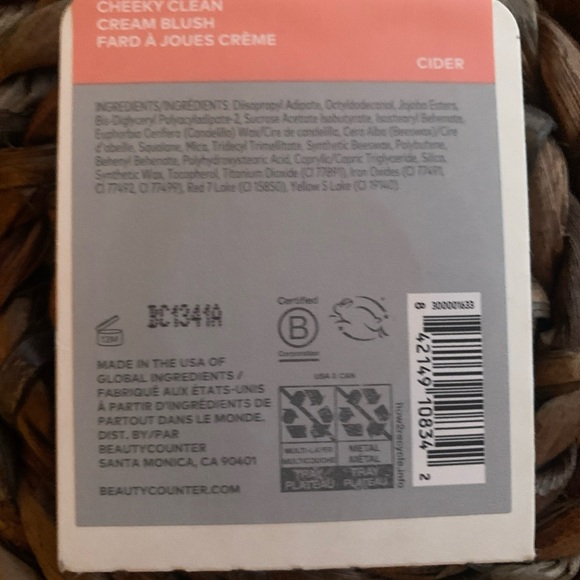 CHEEKY CLEAN
CREAM BLUSH
FARD À JOUES CRÈME
CIDER
INGREDIENTS/INGRÉDIENTS: Diisopropyl Adipate, Octyldodecanol, Jojoba Esters,
Bis-Diglyceryl Polyacyladipate-2, Sucrose Acetate Isobutyrate, Isostearyl Behenate,
Euphorbia Cerifera (Candelilla) Wax/Cire de candelilla, Cera Alba (Beeswax)/Cire
d'abeille, Squalane, Mica, Tridecyl Trimellitate, Synthetic Beeswax, Polybutene,
Behenyl Behenate, Polyhydroxystearic Acid, Caprylic/Capric Triglyceride, Silica,
Synthetic Wax, Tocopherol, Titanium Dioxide (CI 77891), Iron Oxides (CI 77491,
CI 77492, CI 77499), Red 7 Lake (CI 15850), Yellow 5 Lake (CI 19140)
BC1341A
12M
MADE IN THE USA OF
GLOBAL INGREDIENTS /
FABRIQUÉ AUX ÉTATS-UNIS
À PARTIR D'INGRÉDIENTS DE
PARTOUT DANS LE MONDE.
DIST. BY/PAR
BEAUTYCOUNTER
SANTA MONICA, CA 90401
BEAUTYCOUNTER.COM
Certified
B
Corporation
USA & CAN
MULTI-LAYER
MULTICOUCHE
TRAY
PLATEAU
METAL
MÉTAL
TRAY
PLATEAU
how2recycle.info
300001633
8 42149 10834 2